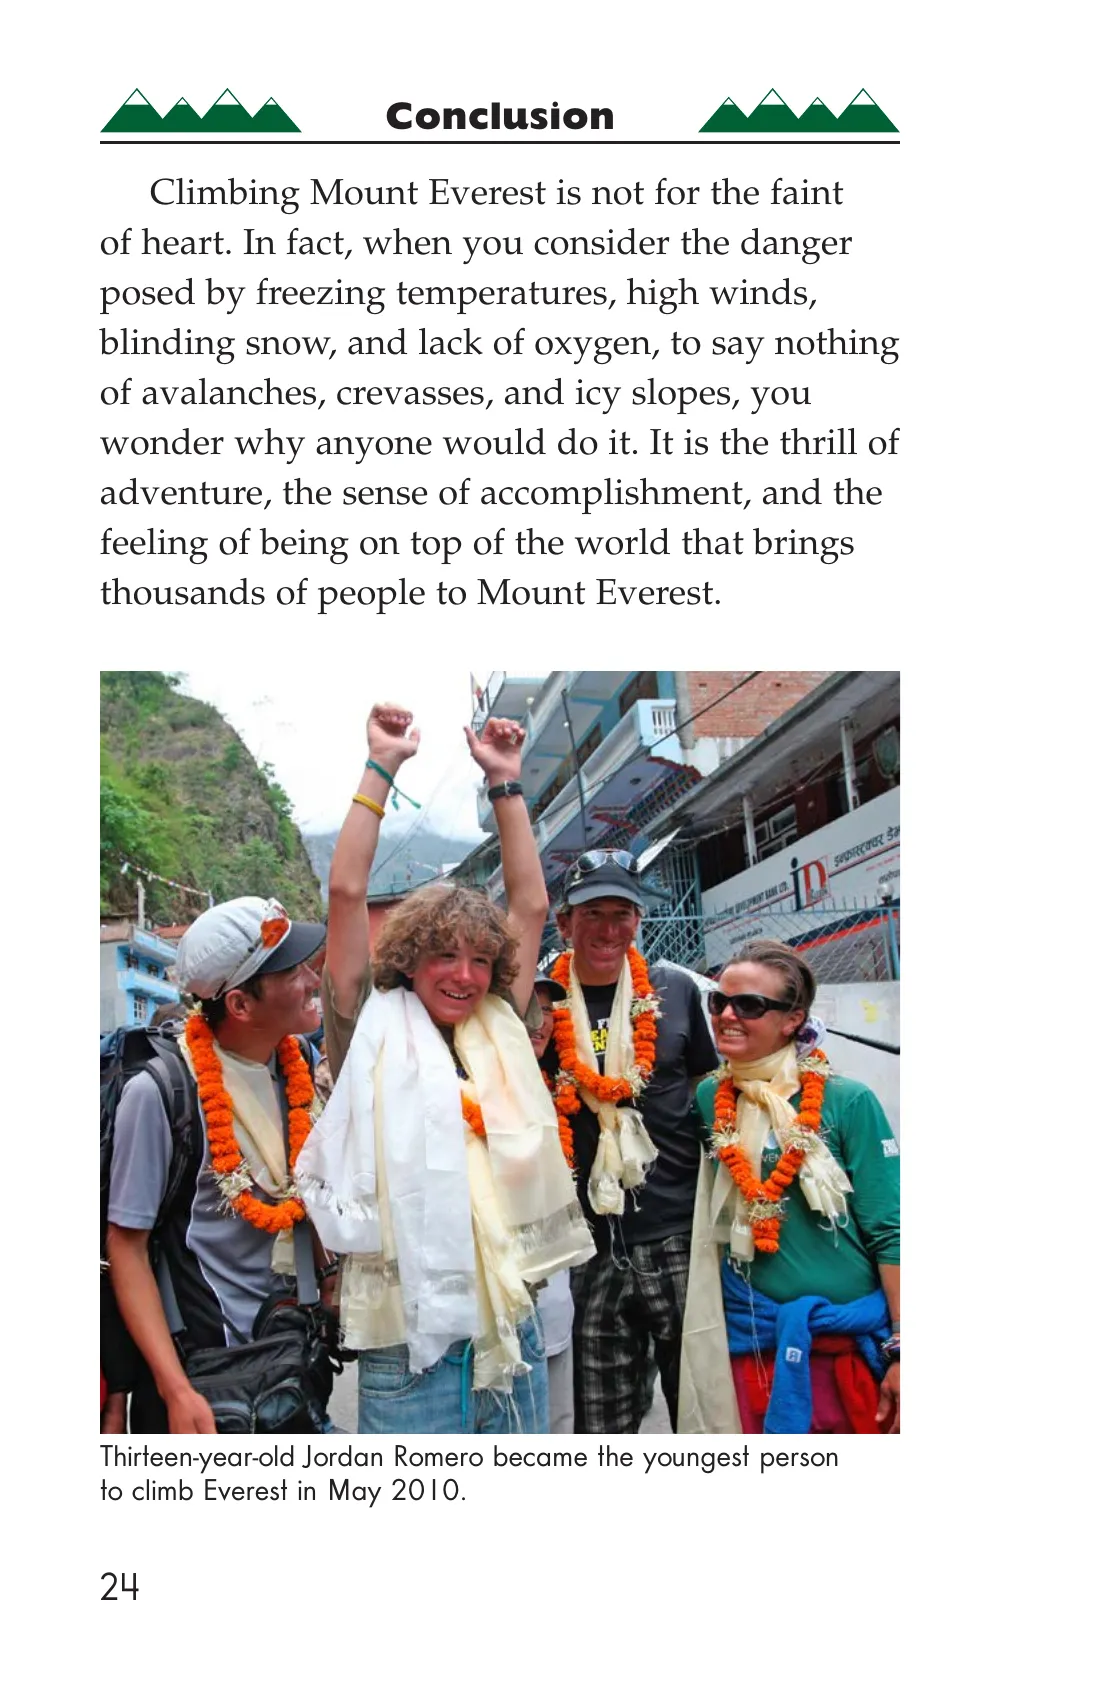 Conclusion
Climbing Mount Everest is not for the faint
of heart. In fact, when you consider the danger
posed by freezing temperatures, high winds,
blinding snow, and lack of oxygen, to say nothing
of avalanches, crevasses, and icy slopes, you
wonder why anyone would do it. It is the thrill of
adventure, the sense of accomplishment, and the
feeling of being on top of the world that brings
thousands of people to Mount Everest.
DEVELOPMENT BANK LTD.
Thirteen-year-old Jordan Romero became the youngest person
to climb Everest in May 2010.
24